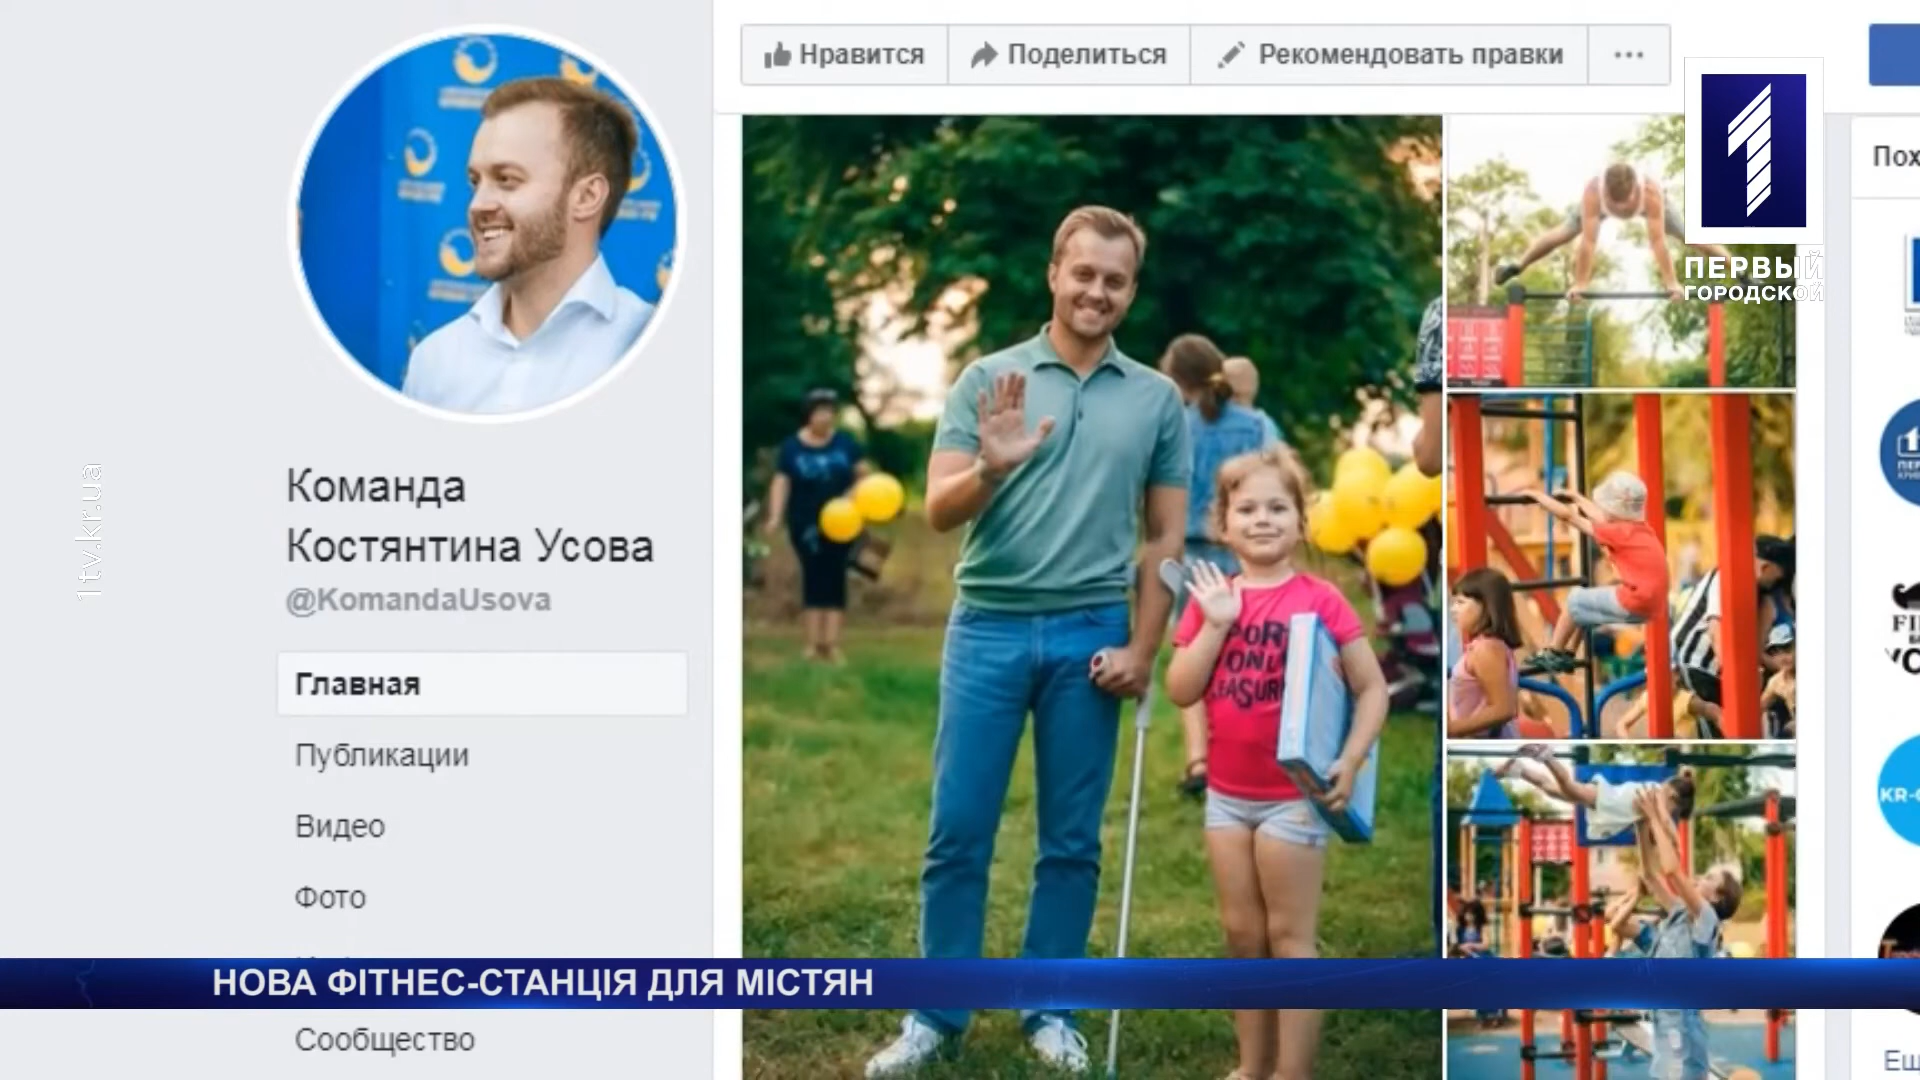 Нравится
Поделиться
Рекомендовать правки
ПЕРВЫЙ
ГОРОДСКОЙ
Команда
Костянтина Усова
@KomandaUsova
1tv.kr.ua
Главная
Публикации
Видео
Фото
НОВА ФІТНЕС-СТАНЦІЯ ДЛЯ МІСТЯН
Сообщество